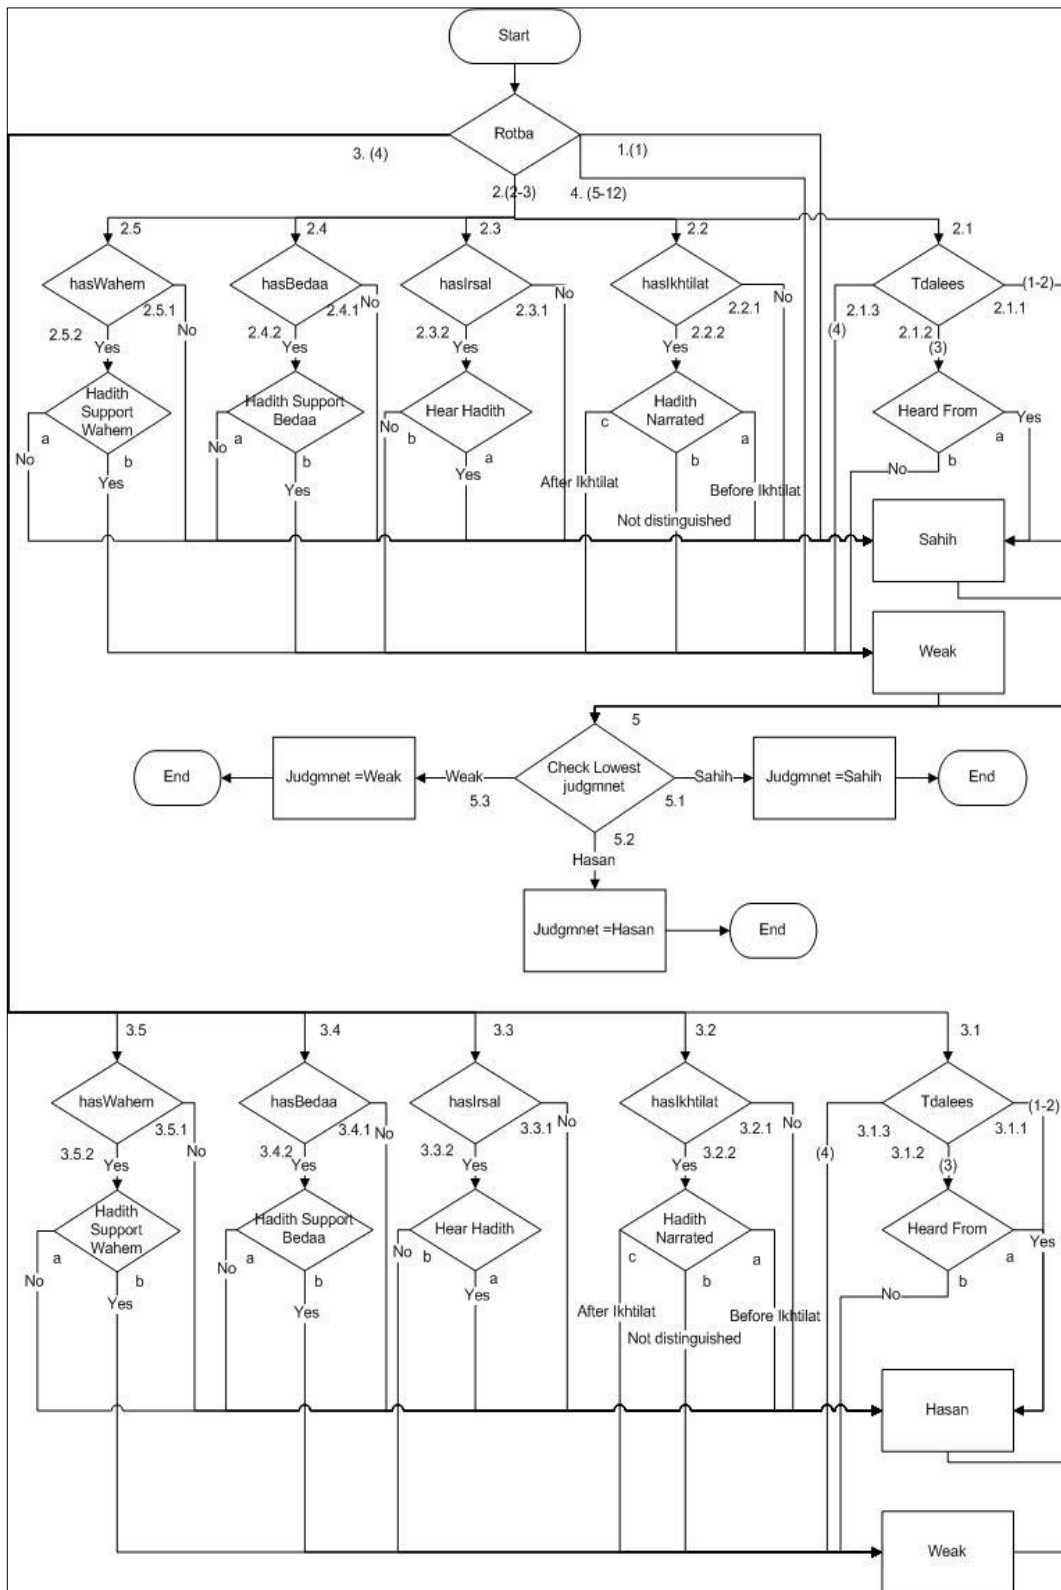 Start
Rotba
3. (4)
1.(1)
2.(2-3)
4. (5-12)
2.5
2.4
2.3
2.2
2.1
hasWahem
hasBedaa
hasIrsal
hasIkhtilat
Tdalees
(1-2)
No
No
No
2.5.1
2.4.1
2.3.1
2.2.1
2.1.3
2.1.1
No
(4)
2.5.2
2.4.2
2.3.2
2.2.2
2.1.2
Yes
Yes
Yes
Yes
(3)
Hadith
Support
Wahem
Hadith Support
Bedaa
Hear Hadith
Hadith
Narrated
Heard From
a
a
No
b
c
a
Yes
a
No
No
b
b
a
b
b
Yes
Yes
Yes
No
After Ikhtilat
Before Ikhtilat
Not distinguished
Sahih
Weak
5
End
Judgmnet =Weak
Weak
Check Lowest
judgmnet
Sahih
Judgmnet =Sahih
End
5.3
5.1
5.2
Hasan
Judgmnet =Hasan
End
3.5
3.4
3.3
3.2
3.1
hasWahem
hasBedaa
hasIrsal
hasIkhtilat
Tdalees
(1-2)
3.5.1
3.4.1
No
3.3.1
No
3.2.1
No
3.1.3
3.1.1
No
3.5.2
3.4.2
3.3.2
3.2.2
(4)
3.1.2
Yes
Yes
Yes
Yes
(3)
Hadith
Support
Wahem
Hadith Support
Bedaa
Hear Hadith
Hadith
Narrated
Heard From
Yes
a
a
No
b
c
a
a
No
No
b
b
a
b
b
Yes
Yes
Yes
No
After Ikhtilat
Before Ikhtilat
Not distinguished
Hasan
Weak